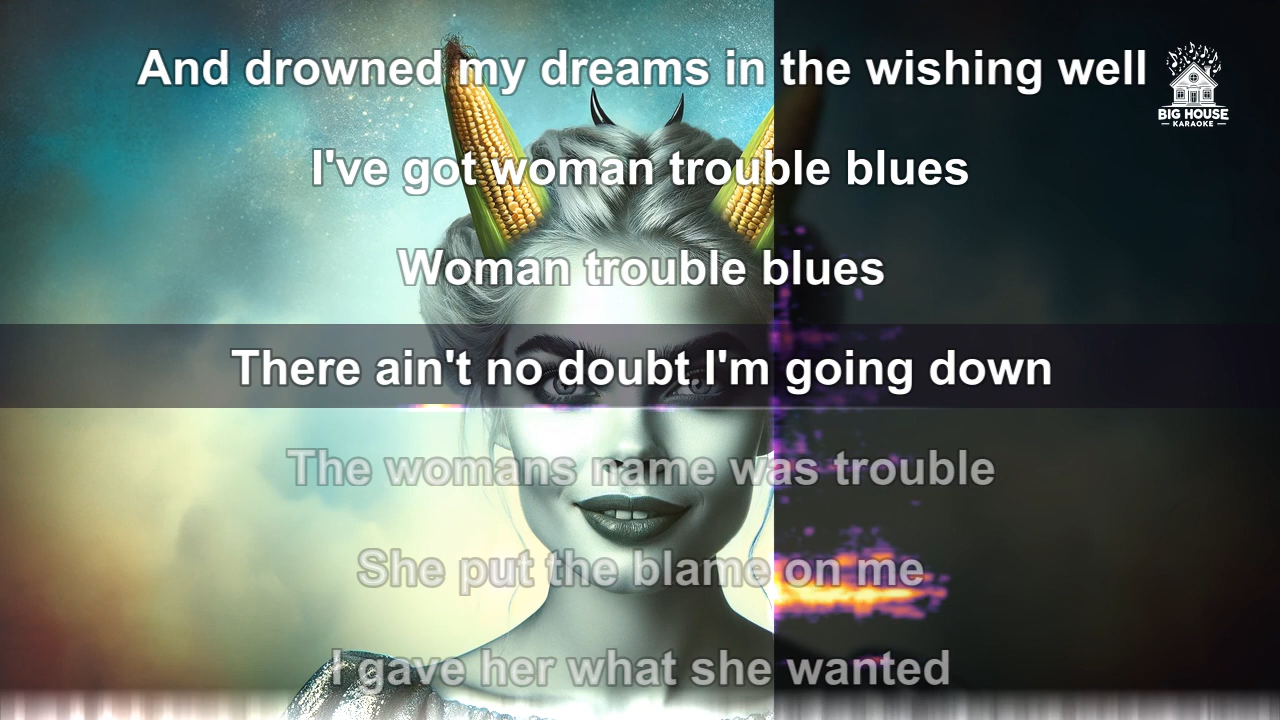 And drowned my dreams in the wishing well
BIG HOUSE
KARAOKE
I've got woman trouble blues
Woman trouble blues
There ain't no doubt I'm going down
The womans name was trouble
She put the blame on me
I gave her what she wanted